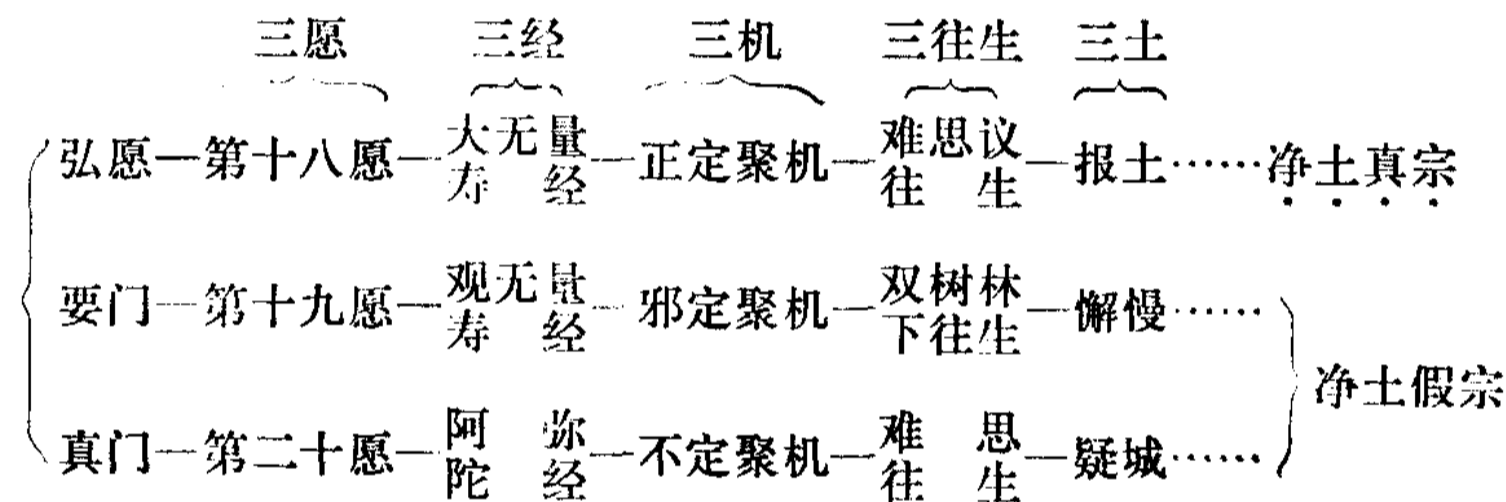 三愿 三经 三机 三往生 三土
弘愿—第十八愿—大无量寿经—正定聚机—难思议往生—报土……净土真宗
要门—第十九愿—观无量寿经—邪定聚机—双树林下往生—懈慢……
净土假宗
真门—第二十愿—阿弥陀经—不定聚机—难思往生—疑城……